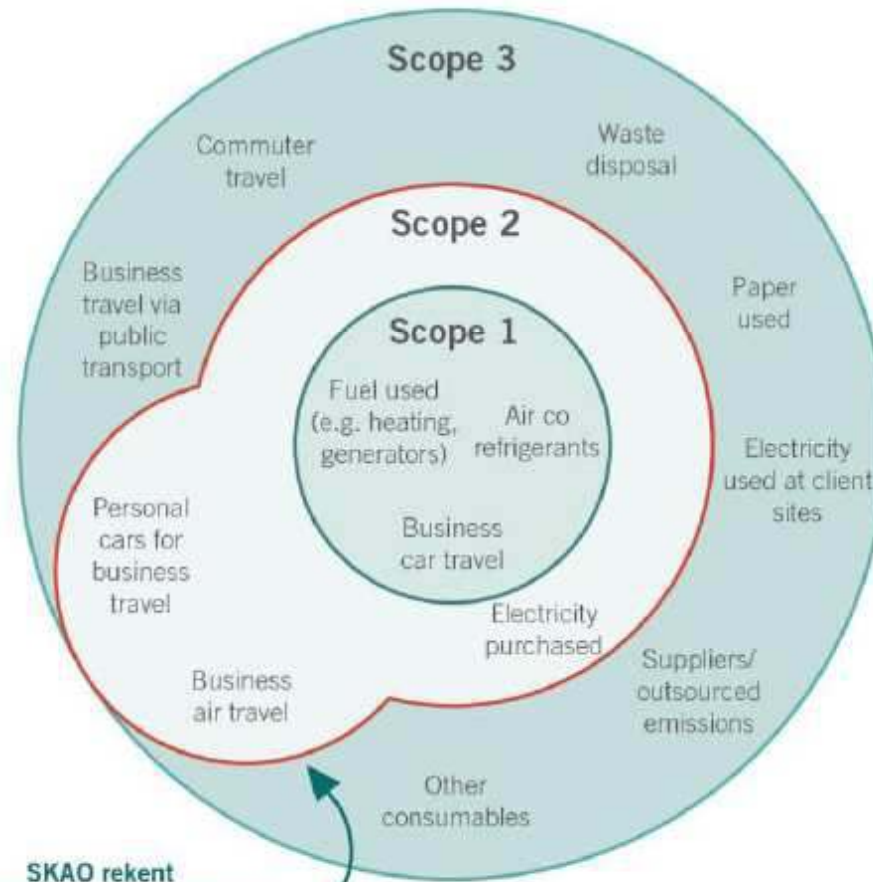 Scope 3
Commuter
travel
Waste
disposal
Scope 2
Business
travel via
public
transport
Paper
used
Scope 1
Fuel used
(e.g. heating,
generators)
Air co
refrigerants
Electricity
used at client
sites
Personal
cars for
business
travel
Business
car travel
Electricity
purchased
Suppliers/
outsourced
emissions
Business
air travel
Other
consumables
SKAO rekent